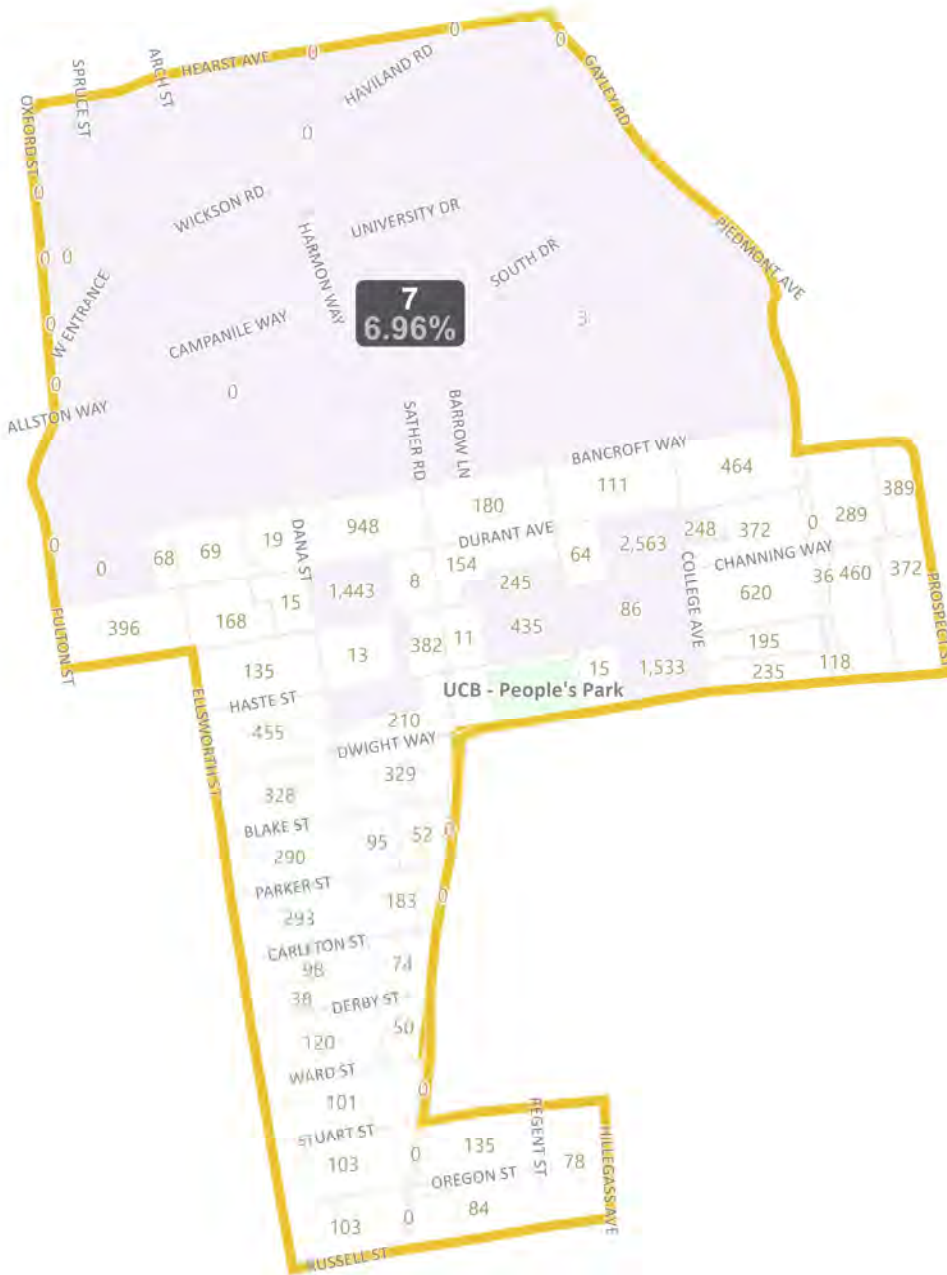 HEARST AVE
0
0
0
SPRUCE ST
ARCH ST
HAVILAND RD
GAYLEY RD
OXFORD ST
0
0
WICKSON RD
UNIVERSITY DR
HARMON WAY
SOUTH DR
PIEDMONT AVE
0 0
W ENTRANCE
7
6.96%
0
CAMPANILE WAY
3
0
0
ALLSTON WAY
SATHER RD
BARROW LN
BANCROFT WAY
464
111
180
948
389
0
0
68
69
19
DANA ST
DURANT AVE
64
2,563
248
372
0
289
CHANNING WAY
1,443
8
154
245
86
COLLEGE AVE
620
36
460
372
PROSPECT ST
FULTON ST
396
168
15
135
13
382
11
435
195
15
1,533
235
118
UCB - People's Park
HASTE ST
455
210
DWIGHT WAY
ELLSWORTH ST
329
328
BLAKE ST
290
95
52
0
PARKER ST
293
183
0
CARLETON ST
98
74
38
DERBY ST
120
50
WARD ST
101
0
STUART ST
103
0
135
REGENT ST
78
HILLEGASS AVE
OREGON ST
103
0
84
RUSSELL ST